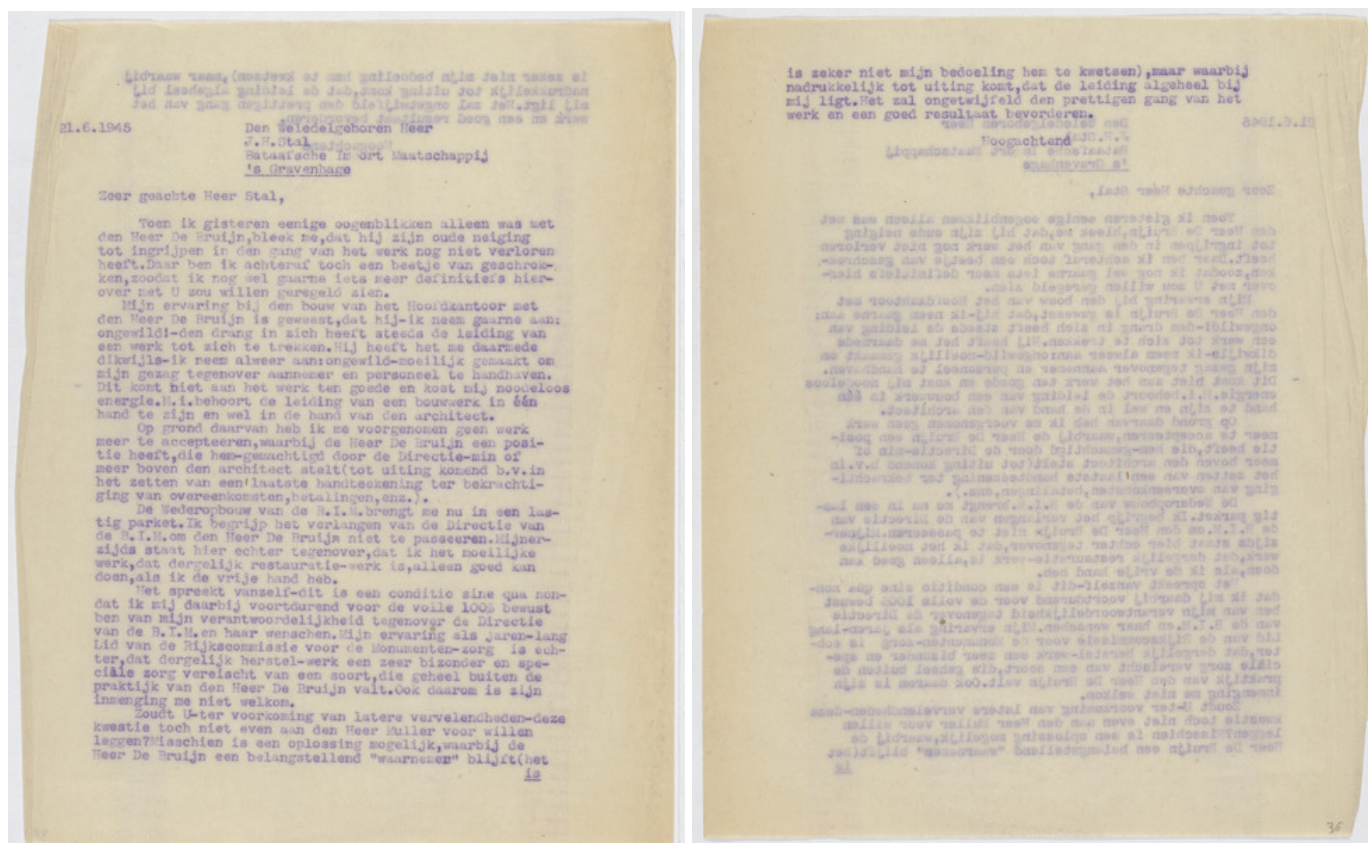 21.6.1945
Den Weledelgeboren Heer
J.H.Stal
Bataafsche Import Maatschappij
's Gravenhage
Zeer geachte Heer Stal,
Toen ik gisteren eenige oogenblikken alleen was met
den Heer De Bruijn,bleek me,dat hij zijn oude neiging
tot ingrijpen in den gang van het werk nog niet verloren
heeft.Daar ben ik achteraf toch een beetje van geschrok-
ken,zoodat ik nog wel gaarne iets meer definitiefs hier-
over met U zou willen geregeld zien.
Mijn ervaring bij den bouw van het Hoofdkantoor met
den Heer De Bruijn is geweest,dat hij-ik neem gaarne aan:
ongewild!-den drang in zich heeft steeds de leiding van
een werk tot zich te trekken.Hij heeft het me daarmede
dikwijls-ik neem alweer aan:ongewild-moeilijk gemaakt om
mijn gezag tegenover aannemer en personeel te handhaven.
Dit komt niet aan het werk ten goede en kost mij noodeloos
energie.M.i.behoort de leiding van een bouwwerk in één
hand te zijn en wel in de hand van den architect.
Op grond daarvan heb ik me voorgenomen geen werk
meer te accepteeren,waarbij de Heer De Bruijn een posi-
tie heeft,die hem-gemachtigd door de Directie-min of
meer boven den architect stelt(tot uiting komend b.v.in
het zetten van een laatste handteekening ter bekrachti-
ging van overeenkomsten,betalingen,enz.).
De Wederopbouw van de B.I.M.brengt me nu in een las-
tig parket.Ik begrijp het verlangen van de Directie van
de B.I.M.om den Heer De Bruijn niet te passeeren.Mijner-
zijds staat hier echter tegenover,dat ik het moeilijke
werk,dat dergelijk restauratie-werk is,alleen goed kan
doen,als ik de vrije hand heb.
Het spreekt vanzelf-dit is een conditio sine qua non-
dat ik mij daarbij voortdurend voor de volle 100% bewust
ben van mijn verantwoordelijkheid tegenover de Directie
van de B.I.M.en haar wenschen.Mijn ervaring als jaren-lang
Lid van de Rijkscommissie voor de Monumenten-zorg is ech-
ter,dat dergelijk herstel-werk een zeer bizonder en spe-
ciäle zorg vereischt van een soort,die geheel buiten de
praktijk van den Heer De Bruijn valt.Ook daarom is zijn
inmenging me niet welkom.
Zoudt U-ter voorkoming van latere vervelendheden-deze
kwestie toch niet even aan den Heer Muller voor willen
leggen?Misschien is een oplossing mogelijk,waarbij de
Heer De Bruijn een belangstellend "waarnemer" blijft(het
is
is zeker niet mijn bedoeling hem te kwetsen),maar waarbij
nadrukkelijk tot uiting komt,dat de leiding algeheel bij
mij ligt.Het zal ongetwijfeld den prettigen gang van het
werk en een goed resultaat bevorderen.
Hoogachtend
36